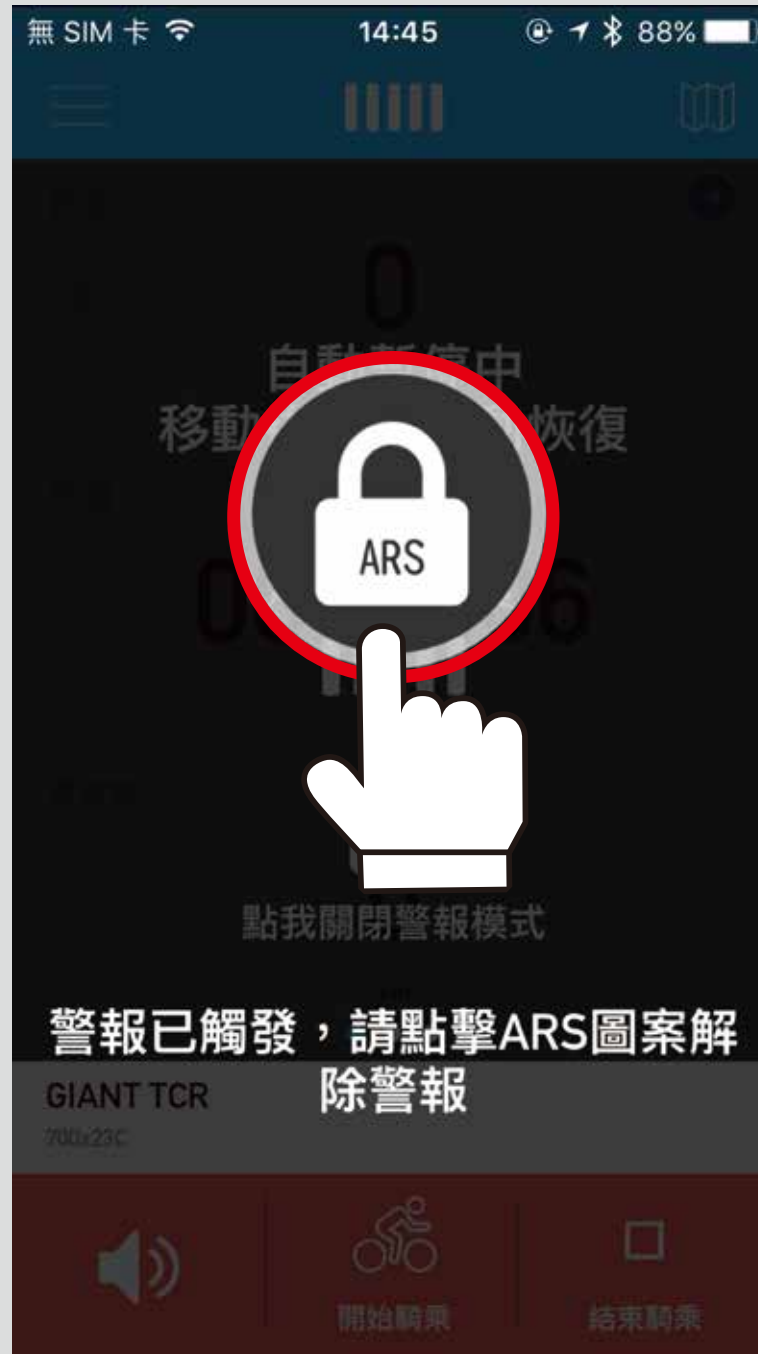 無 SIM 卡 14:45 88%
0
自動暫停中
移動 恢復
ARS
點我關閉警報模式
警報已觸發，請點擊ARS圖案解
除警報
GIANT TCR
700x23C
開始騎乘 結束騎乘